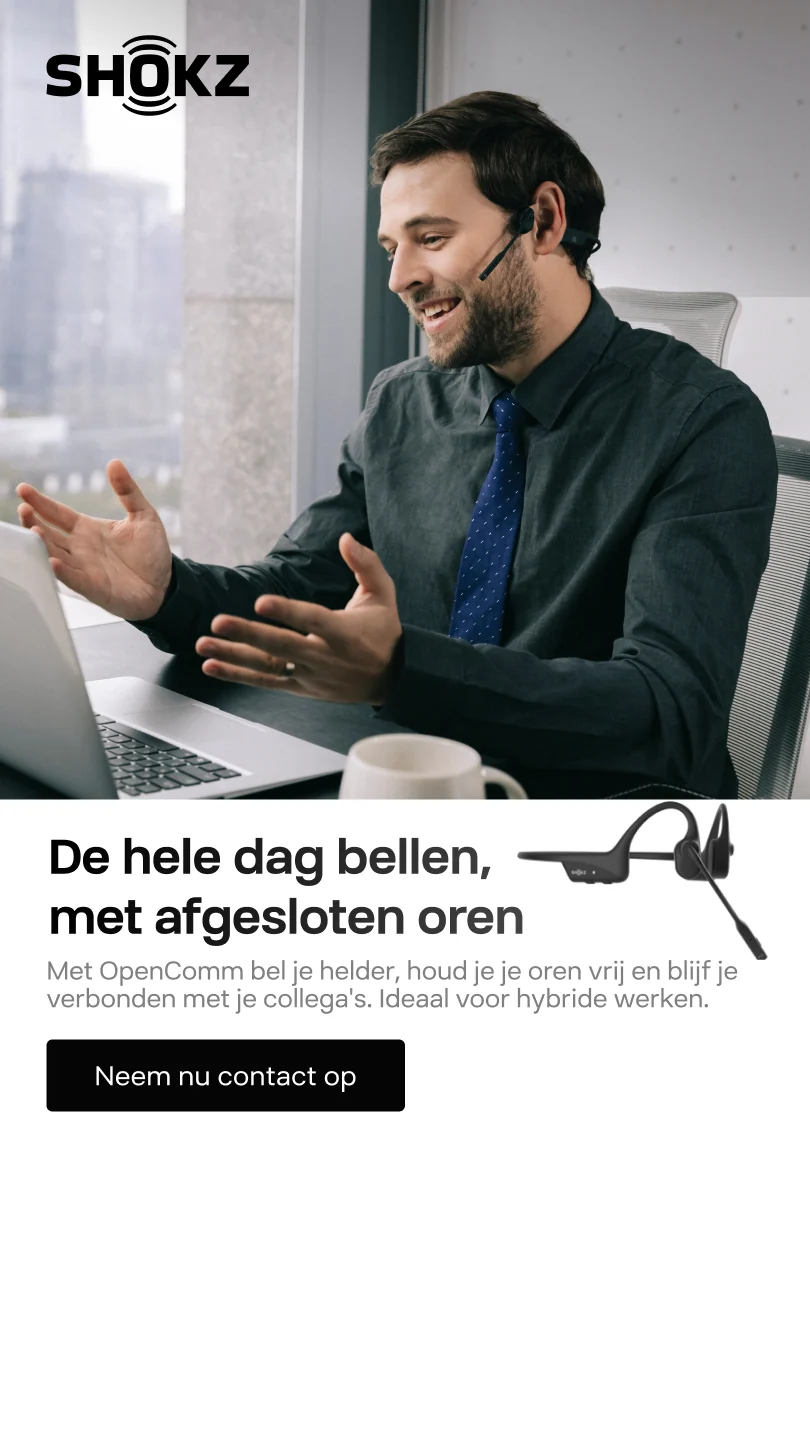 SHOKZ
De hele dag bellen,
met afgesloten oren
SHOKZ
Met OpenComm bel je helder, houd je je oren vrij en blijf je
verbonden met je collega's. Ideaal voor hybride werken.
Neem nu contact op